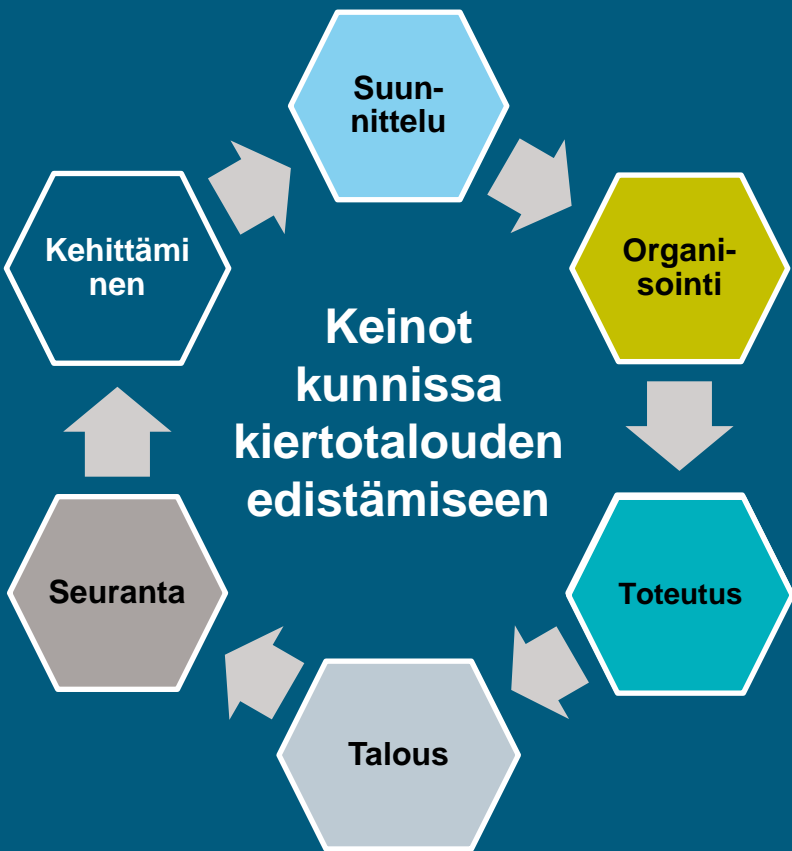 Suun-
nittelu
Organi-
sointi
Toteutus
Talous
Seuranta
Kehittämi
nen
Keinot
kunnissa
kiertotalouden
edistämiseen